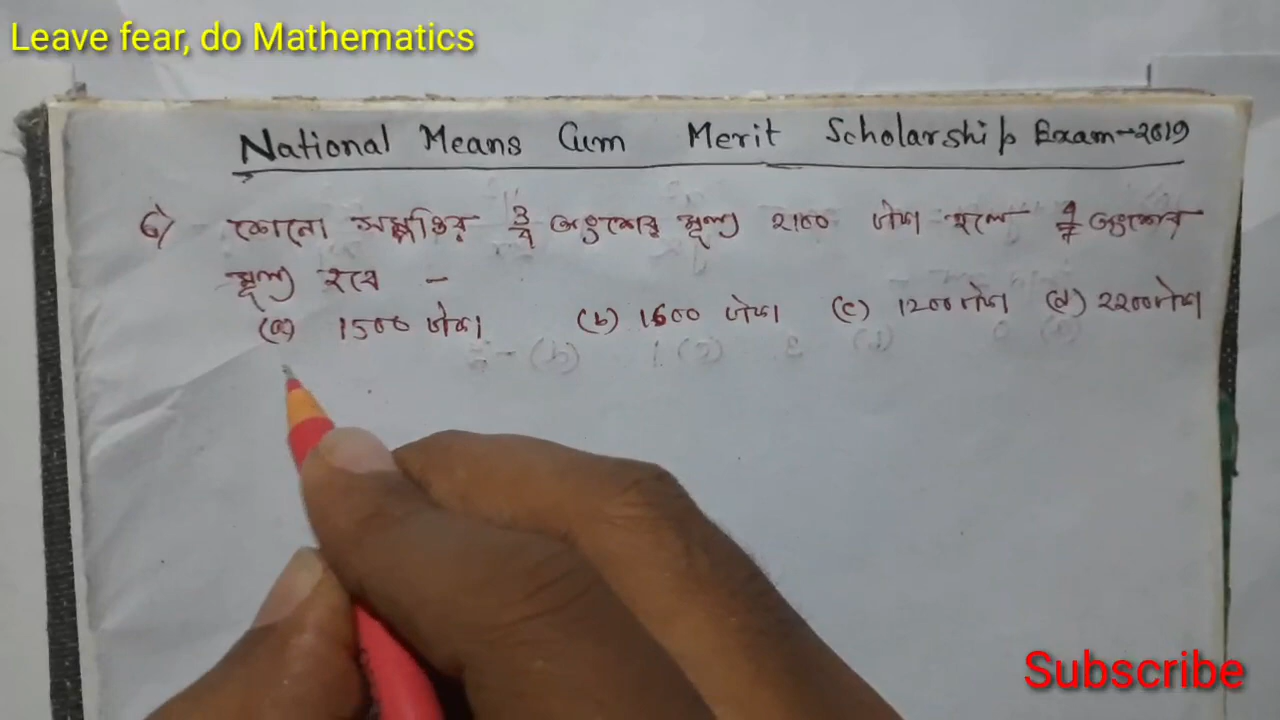 Leave fear, do Mathematics
National Means Cum Merit Scholarship Exam-2019
6) কোনো সম্পত্তির 3/4 অংশের মূল্য 2100 টাকা হলে 4/7 অংশের
মূল্য হবে -
(a) 1500 টাকা (b) 1600 টাকা (c) 1200 টাকা (d) 2200 টাকা
Subscribe